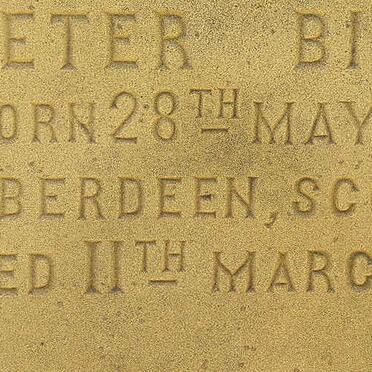 ETER BI
ORN 28TH MAY
BERDEEN, SC
ED 11TH MARC